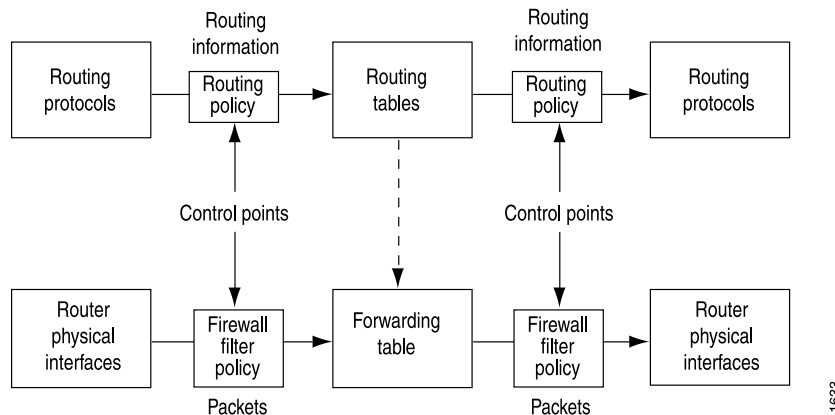 Routing
information
Routing
information
Routing
protocols
Routing
policy
Routing
tables
Routing
policy
Routing
protocols
Control points
Control points
Router
physical
interfaces
Firewall
filter
policy
Forwarding
table
Firewall
filter
policy
Router
physical
interfaces
Packets
Packets
1633